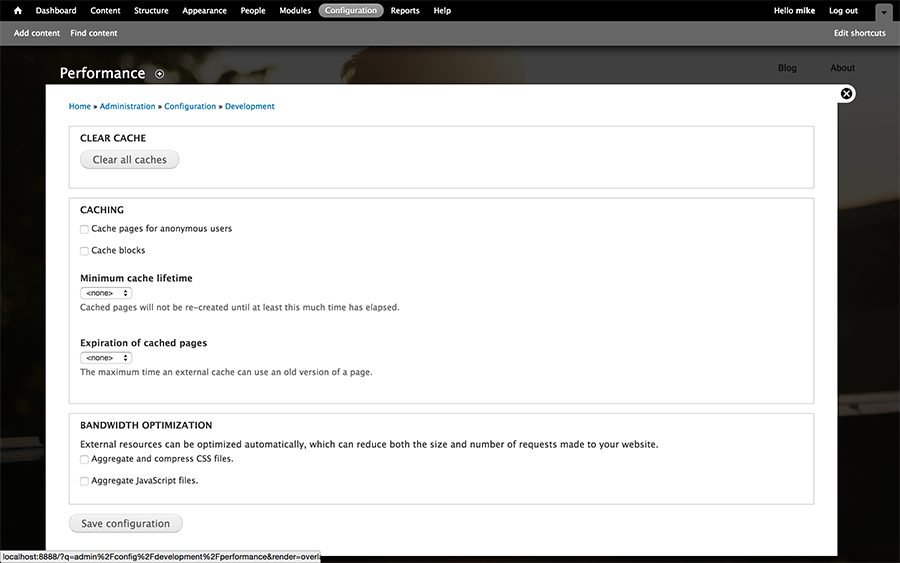 Dashboard Content Structure Appearance People Modules Configuration Reports Help Hello mike Log out
Add content Find content Edit shortcuts
Blog About
Performance
Home » Administration » Configuration » Development
CLEAR CACHE
Clear all caches
CACHING
Cache pages for anonymous users
Cache blocks
Minimum cache lifetime
<none>
Cached pages will not be re-created until at least this much time has elapsed.
Expiration of cached pages
<none>
The maximum time an external cache can use an old version of a page.
BANDWIDTH OPTIMIZATION
External resources can be optimized automatically, which can reduce both the size and number of requests made to your website.
Aggregate and compress CSS files.
Aggregate JavaScript files.
Save configuration
localhost:8888/?q=admin%2Fconfig%2Fdevelopment%2Fperformance&render=overl